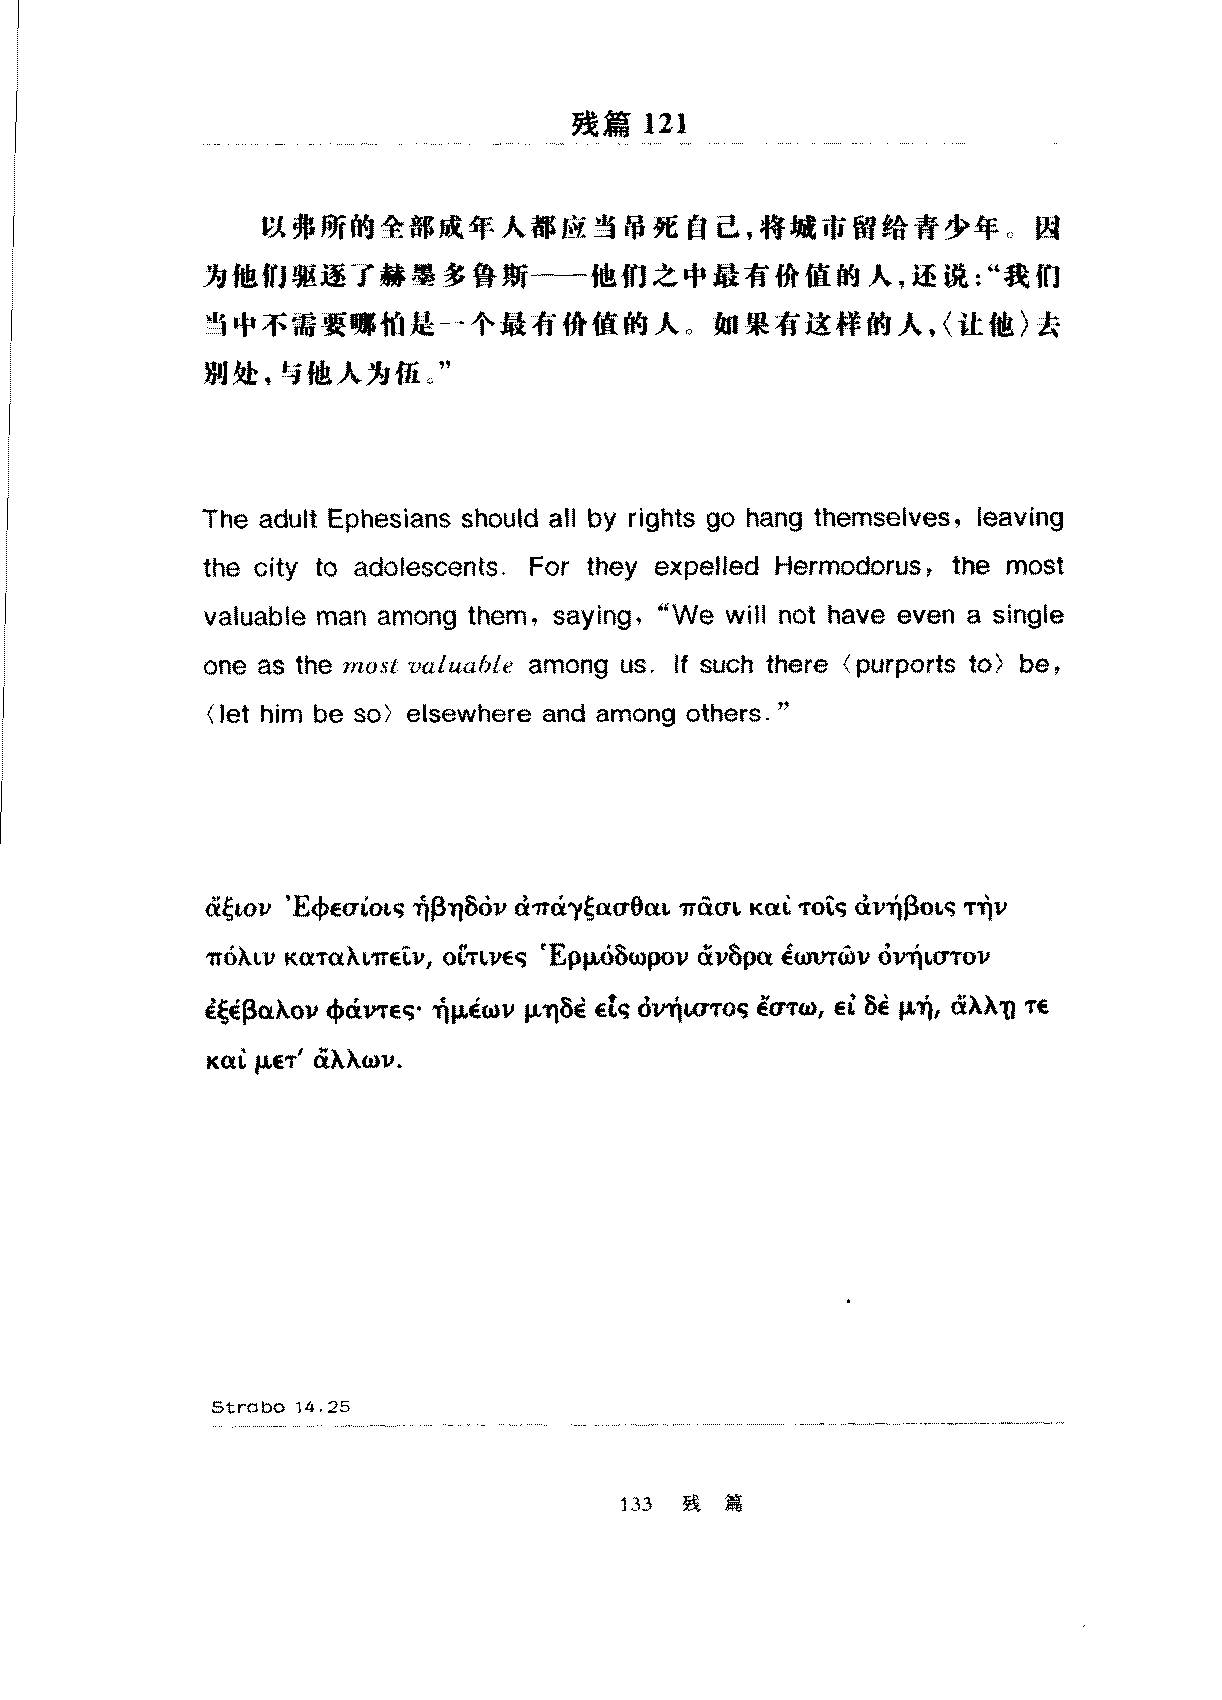 残篇 121
以弗所的全部成年人都应当吊死自己,将城市留给青少年。因
为他们驱逐了赫墨多鲁斯——他们之中最有价值的人,还说:“我们
当中不需要哪怕是一个最有价值的人。如果有这样的人,〈让他〉去
别处,与他人为伍。”
The adult Ephesians should all by rights go hang themselves, leaving
the city to adolescents. For they expelled Hermodorus, the most
valuable man among them, saying, “We will not have even a single
one as the most valuable among us. If such there 〈purports to〉 be,
〈let him be so〉 elsewhere and among others.”
ἄξιον Ἐφεσίοις ἡβηδὸν ἀπάγξασθαι πᾶσι καὶ τοῖς ἀνήβοις τὴν
πόλιν καταλιπεῖν, οἵτινες Ἑρμόδωρον ἄνδρα ἑωυτῶν ὀνήιστον
ἐξέβαλον φάντες· ἡμέων μηδὲ εἷς ὀνήιστος ἔστω, εἰ δὲ μή, ἄλλῃ τε
καὶ μετ' ἄλλων.
Strabo 14.25
133 残 篇